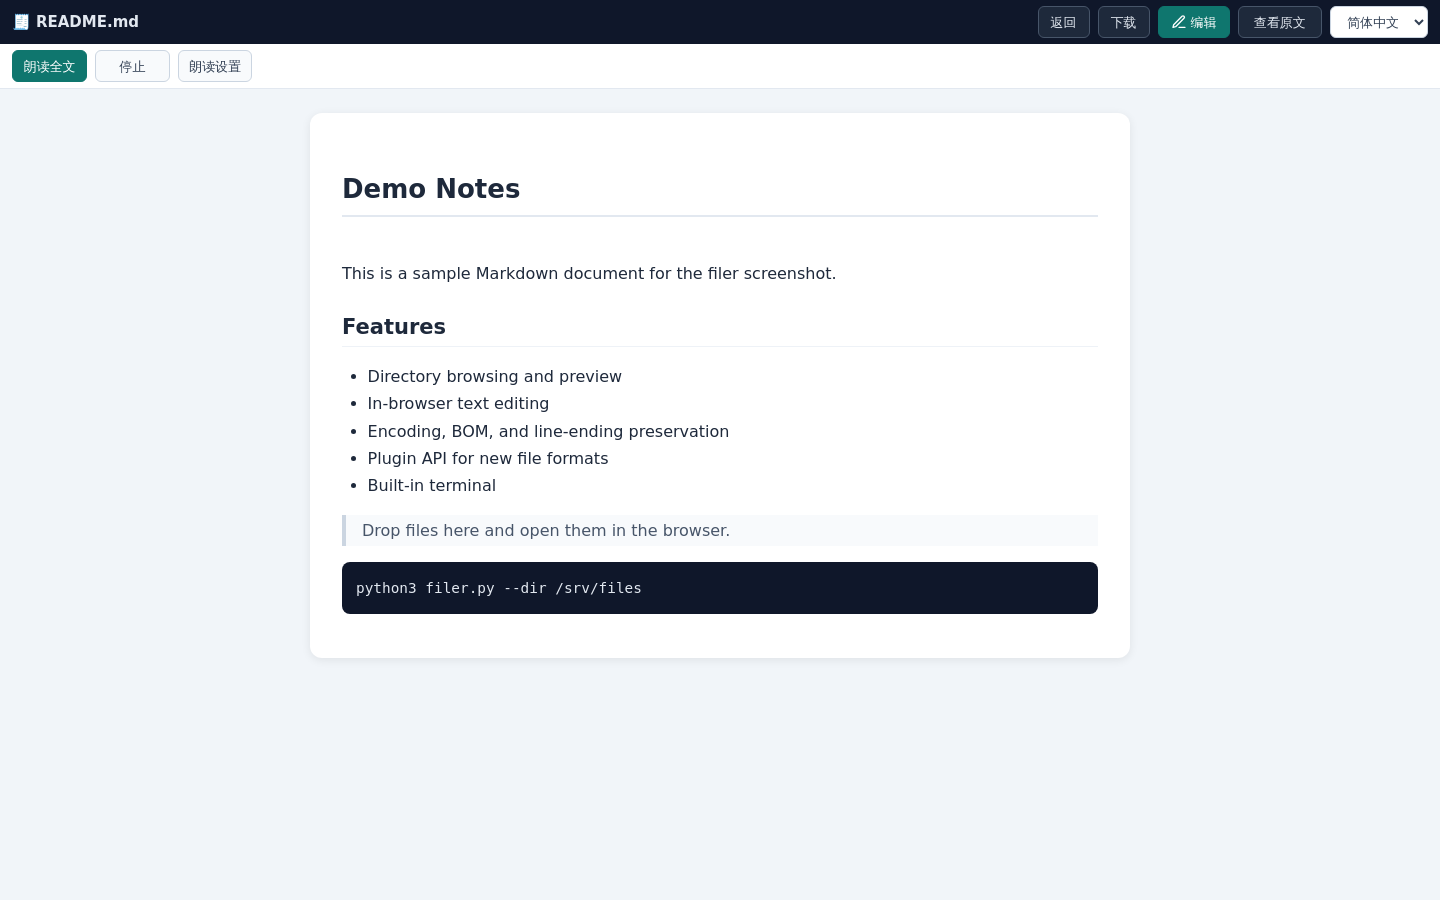 README.md
返回
下载
编辑
查看原文
简体中文
朗读全文
停止
朗读设置
Demo Notes
This is a sample Markdown document for the filer screenshot.
Features
Directory browsing and preview
In-browser text editing
Encoding, BOM, and line-ending preservation
Plugin API for new file formats
Built-in terminal
Drop files here and open them in the browser.
python3 filer.py --dir /srv/files